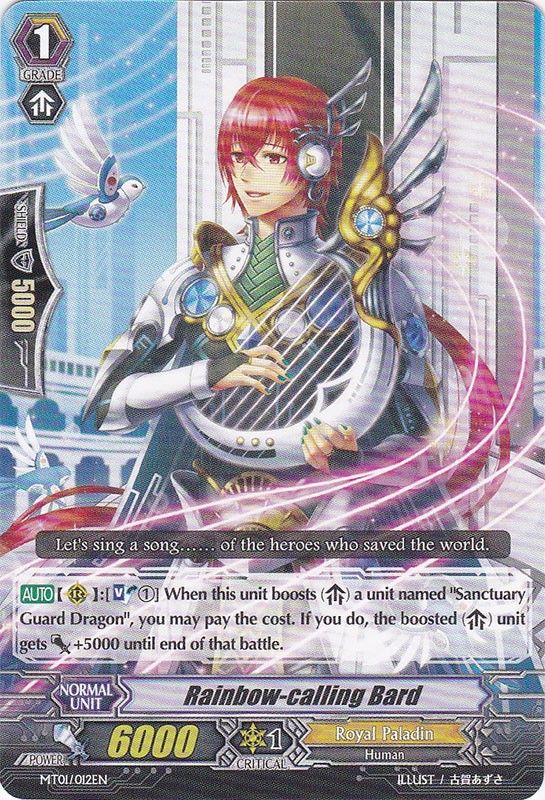 1
GRADE
SHIELD
5000
Let's sing a song...... of the heroes who saved the world.
AUTO【 R 】:[ V ①] When this unit boosts ( ) a unit named "Sanctuary
Guard Dragon", you may pay the cost. If you do, the boosted ( ) unit
gets +5000 until end of that battle.
NORMAL
UNIT
Rainbow-calling Bard
POWER
6000
1
CRITICAL
Royal Paladin
Human
MT01/012EN
ILLUST / 古賀あずさ